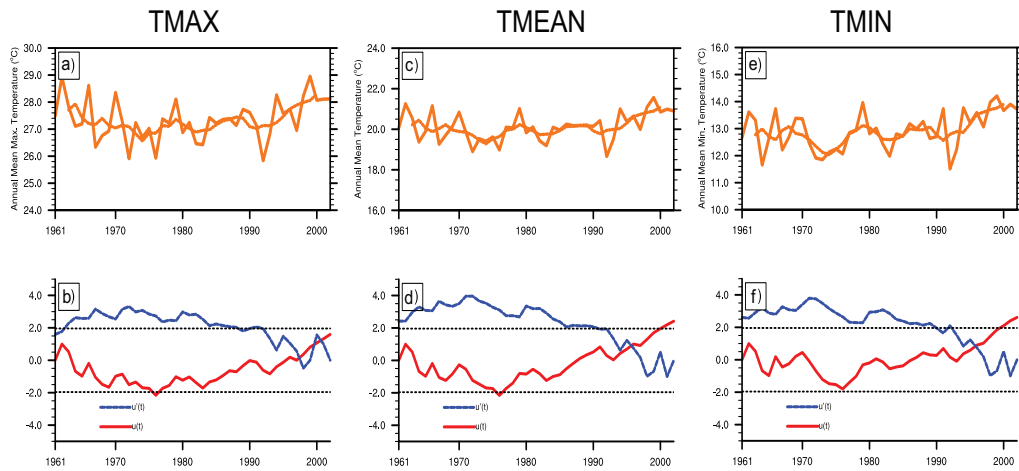 TMAX
TMEAN
TMIN
Annual Mean Max. Temperature (°C)
a)
30.0
29.0
28.0
27.0
26.0
25.0
24.0
1961 1970 1980 1990 2000
Annual Mean. Temperature (°C)
c)
24.0
22.0
20.0
18.0
16.0
1961 1970 1980 1990 2000
Annual Mean Min. Temperature (°C)
e)
16.0
15.0
14.0
13.0
12.0
11.0
10.0
1961 1970 1980 1990 2000
b)
4.0
2.0
0.0
-2.0
-4.0
u'(t)
u(t)
1961 1970 1980 1990 2000
d)
4.0
2.0
0.0
-2.0
-4.0
u'(t)
u(t)
1961 1970 1980 1990 2000
f)
4.0
2.0
0.0
-2.0
-4.0
u'(t)
u(t)
1961 1970 1980 1990 2000